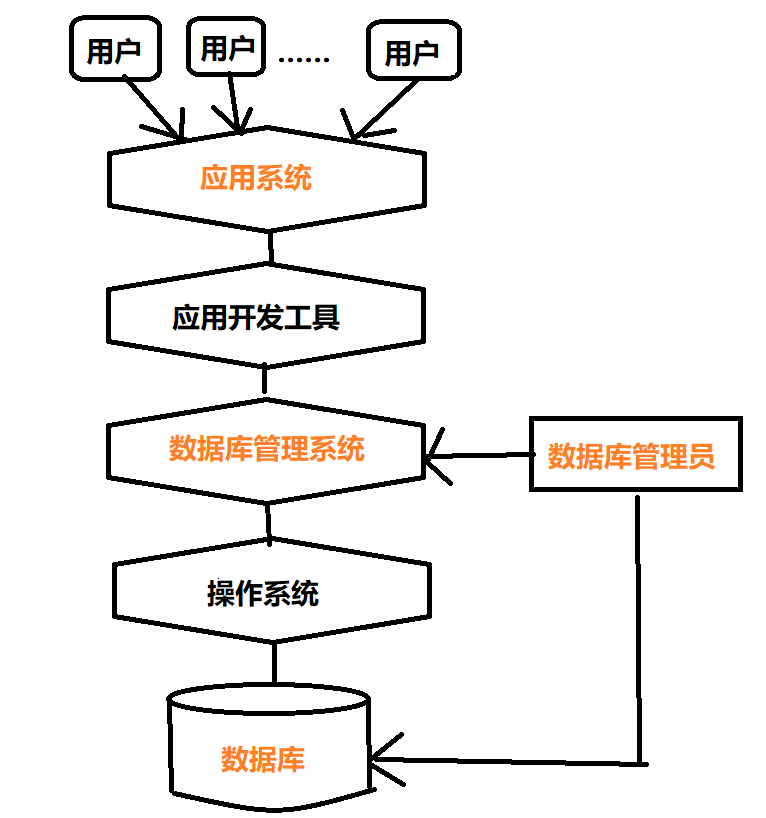 用户 用户 …… 用户
应用系统
应用开发工具
数据库管理系统 数据库管理员
操作系统
数据库